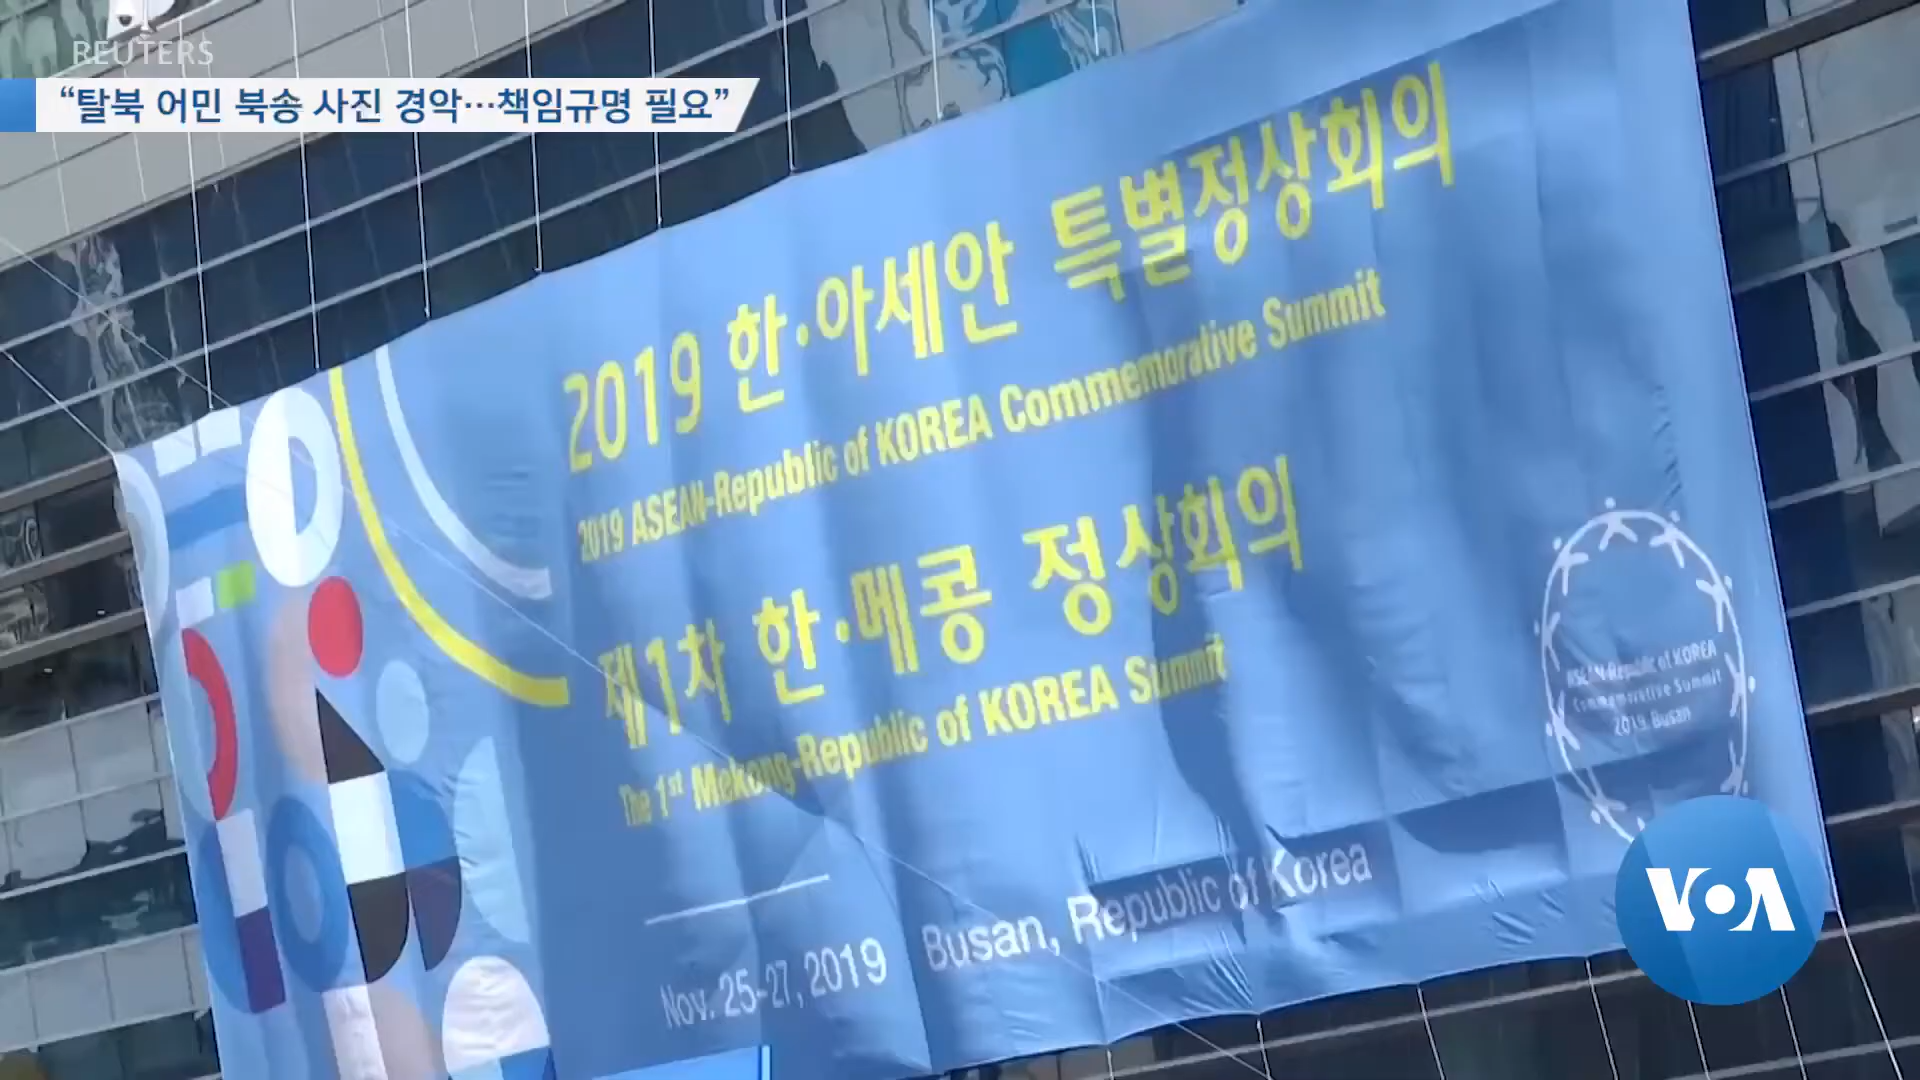 REUTERS
“탈북 어민 북송 사진 경악…책임규명 필요”
2019 한·아세안 특별정상회의
2019 ASEAN-Republic of KOREA Commemorative Summit
제1차 한·메콩 정상회의
The 1st Mekong-Republic of KOREA Summit
ASEAN-Republic of KOREA
Commemorative Summit
2019. Busan
Nov. 25-27, 2019 Busan, Republic of Korea
VOA